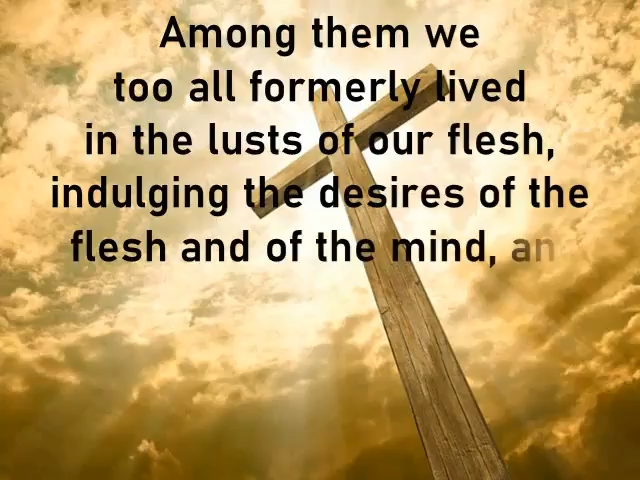 Among them we
too all formerly lived
in the lusts of our flesh,
indulging the desires of the
flesh and of the mind, an